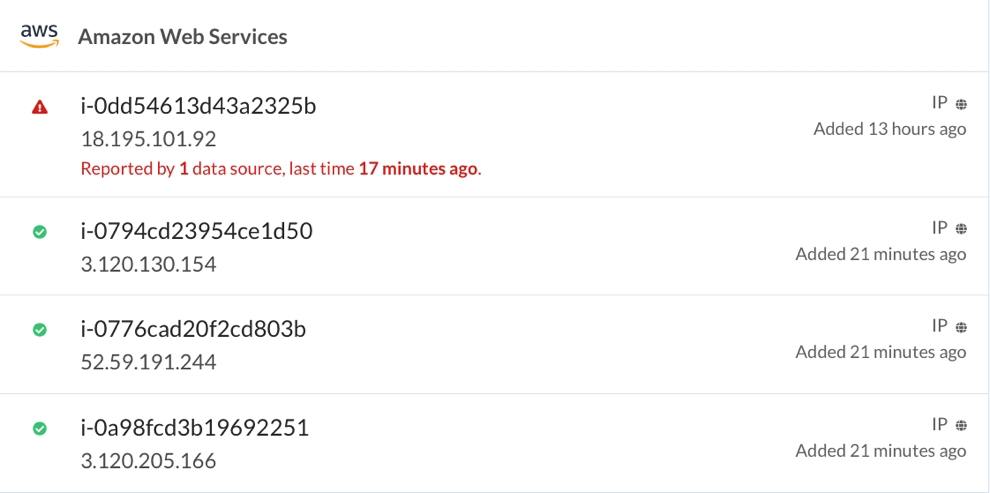 aws Amazon Web Services
i-0dd54613d43a2325b
IP
18.195.101.92
Added 13 hours ago
Reported by 1 data source, last time 17 minutes ago.
i-0794cd23954ce1d50
IP
3.120.130.154
Added 21 minutes ago
i-0776cad20f2cd803b
IP
52.59.191.244
Added 21 minutes ago
i-0a98fcd3b19692251
IP
3.120.205.166
Added 21 minutes ago